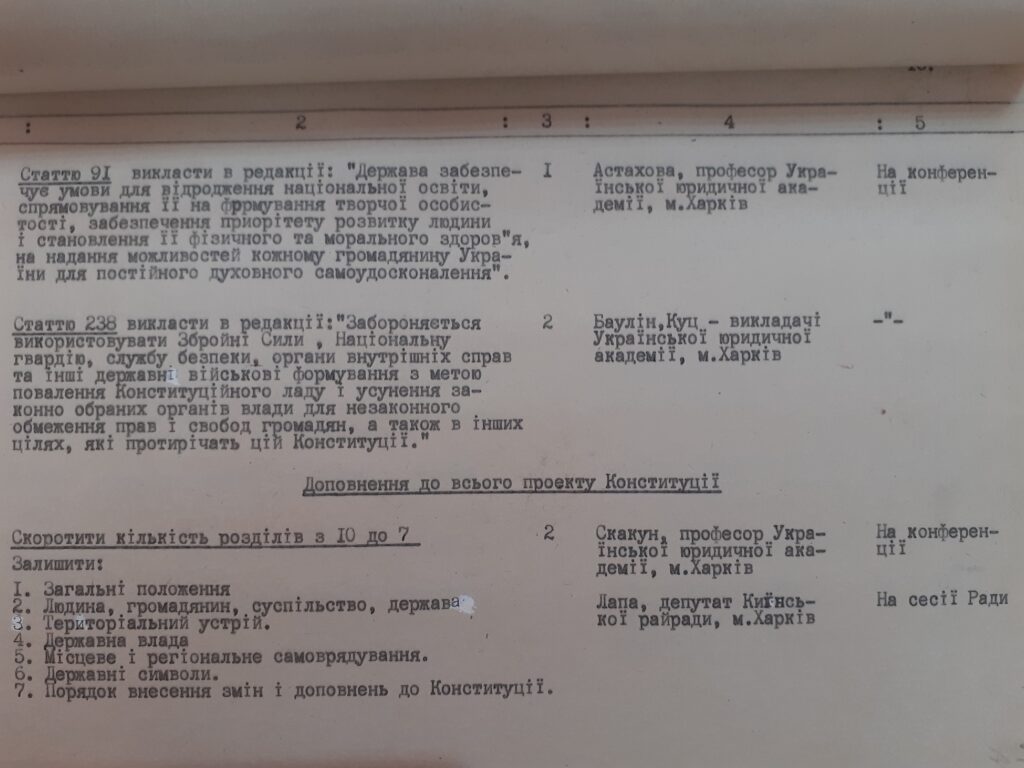 : 2 : 3 : 4 : 5
Статтю 9I викласти в редакції: "Держава забезпе- I Астахова, професор Укра- На конферен-
чує умови для відродження національної освіти, їнської юридичної ака- ції
спрямовування її на формування творчої особис- демії, м.Харків
тості, забезпечення приорітету розвитку людини
і становлення її фізичного та морального здоров"я,
на надання можливостей кожному громадянину Укра-
їни для постійного духовного самоудосконалення".
Статтю 238 викласти в редакції:"Забороняється 2 Баулін,Куц - викладачі -"-
використовувати Збройні Сили , Національну Української юридичної
гвардію, службу безпеки, органи внутрішніх справ академії, м.Харків
та інші державні військові формування з метою
повалення Конституційного ладу і усунення за-
конно обраних органів влади для незаконного
обмеження прав і свобод громадян, а також в інших
цілях, які протирічать цій Конституції."
Доповнення до всього проекту Конституції
Скоротити кількість розділів з IO до 7 2 Скакун, професор Укра- На конферен-
їнської юридичної ака- ції
Залишити: демії, м.Харків
I. Загальні положення
2. Людина, громадянин, суспільство, держава Лапа, депутат Київсь- На сесії Ради
3. Територіальний устрій. кої райради, м.Харків
4. Державна влада
5. Місцеве і регіональне самоврядування.
6. Державні символи.
7. Порядок внесення змін і доповнень до Конституції.